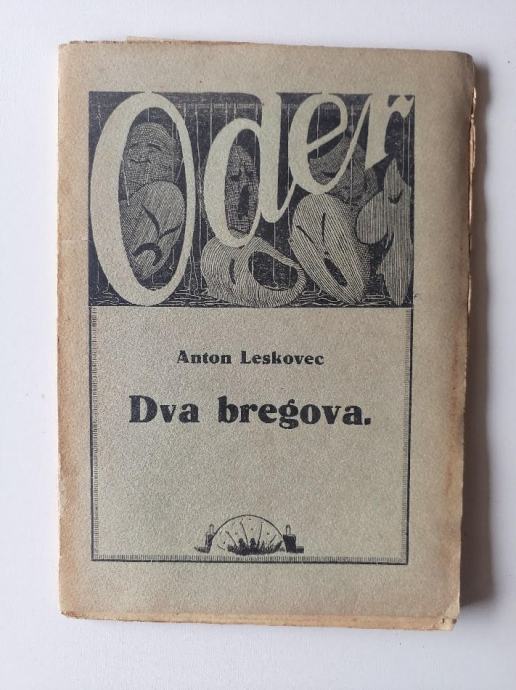 Oder
Anton Leskovec
Dva bregova.